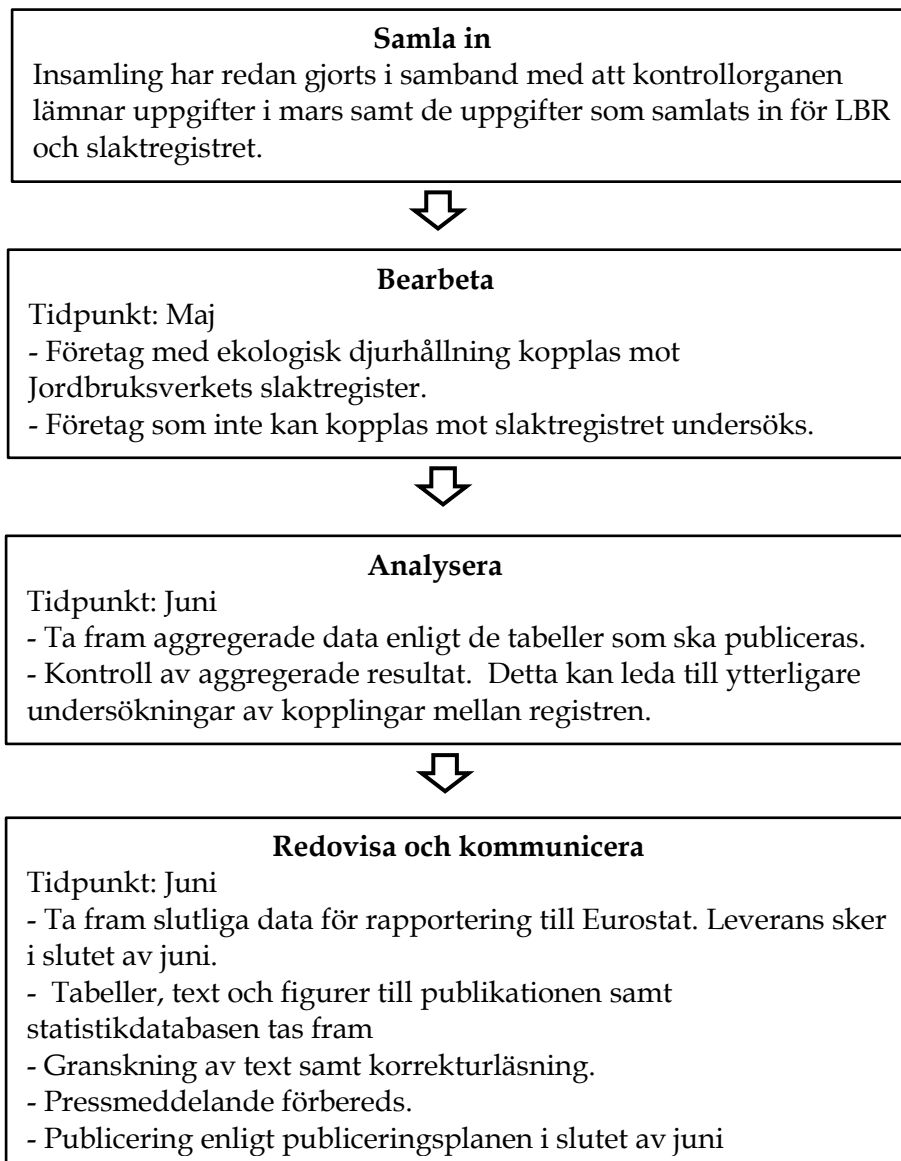 Samla in
Insamling har redan gjorts i samband med att kontrollorganen
lämnar uppgifter i mars samt de uppgifter som samlats in för LBR
och slaktregistret.
Bearbeta
Tidpunkt: Maj
- Företag med ekologisk djurhållning kopplas mot
Jordbruksverkets slaktregister.
- Företag som inte kan kopplas mot slaktregistret undersöks.
Analysera
Tidpunkt: Juni
- Ta fram aggregerade data enligt de tabeller som ska publiceras.
- Kontroll av aggregerade resultat.  Detta kan leda till ytterligare
undersökningar av kopplingar mellan registren.
Redovisa och kommunicera
Tidpunkt: Juni
- Ta fram slutliga data för rapportering till Eurostat. Leverans sker
i slutet av juni.
-  Tabeller, text och figurer till publikationen samt
statistikdatabasen tas fram
- Granskning av text samt korrekturläsning.
- Pressmeddelande förbereds.
- Publicering enligt publiceringsplanen i slutet av juni